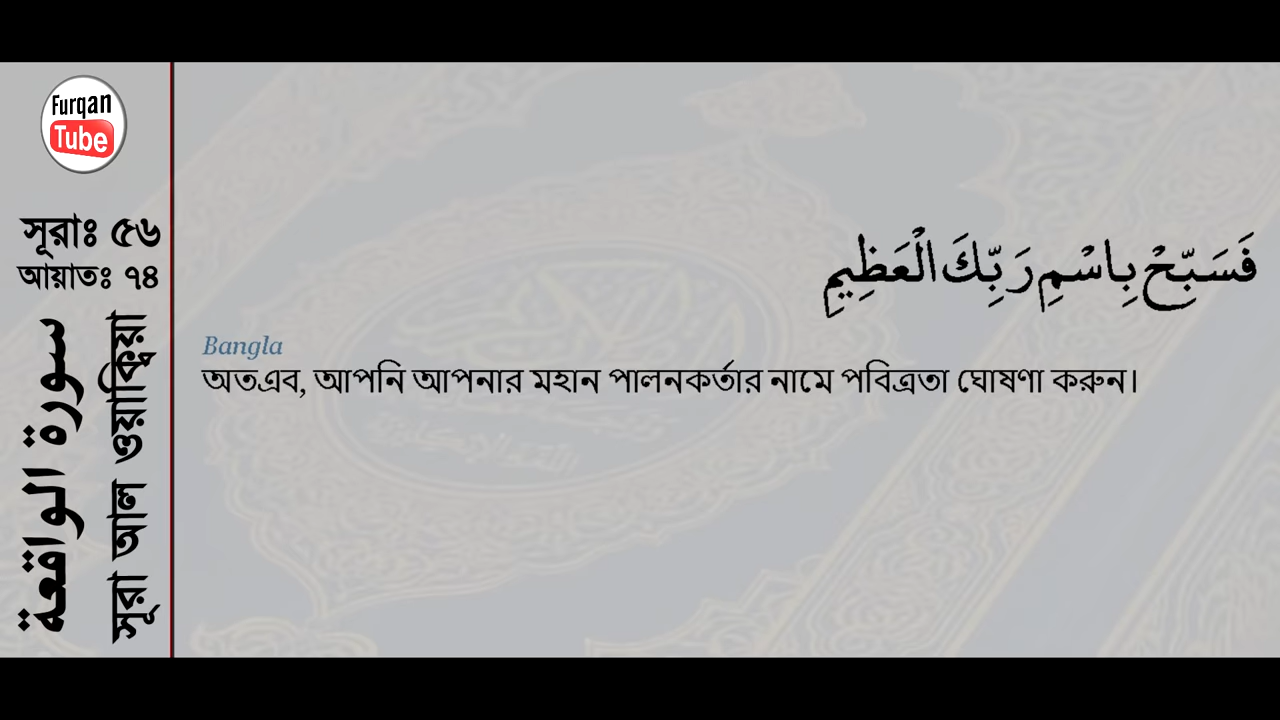 Furqan
Tube
সূরাঃ ৫৬
আয়াতঃ ৭৪
سورة الواقعة
সূরা আল ওয়াক্বিয়া
فَسَبِّحْ بِاسْمِ رَبِّكَ الْعَظِيمِ
Bangla
অতএব, আপনি আপনার মহান পালনকর্তার নামে পবিত্রতা ঘোষণা করুন।